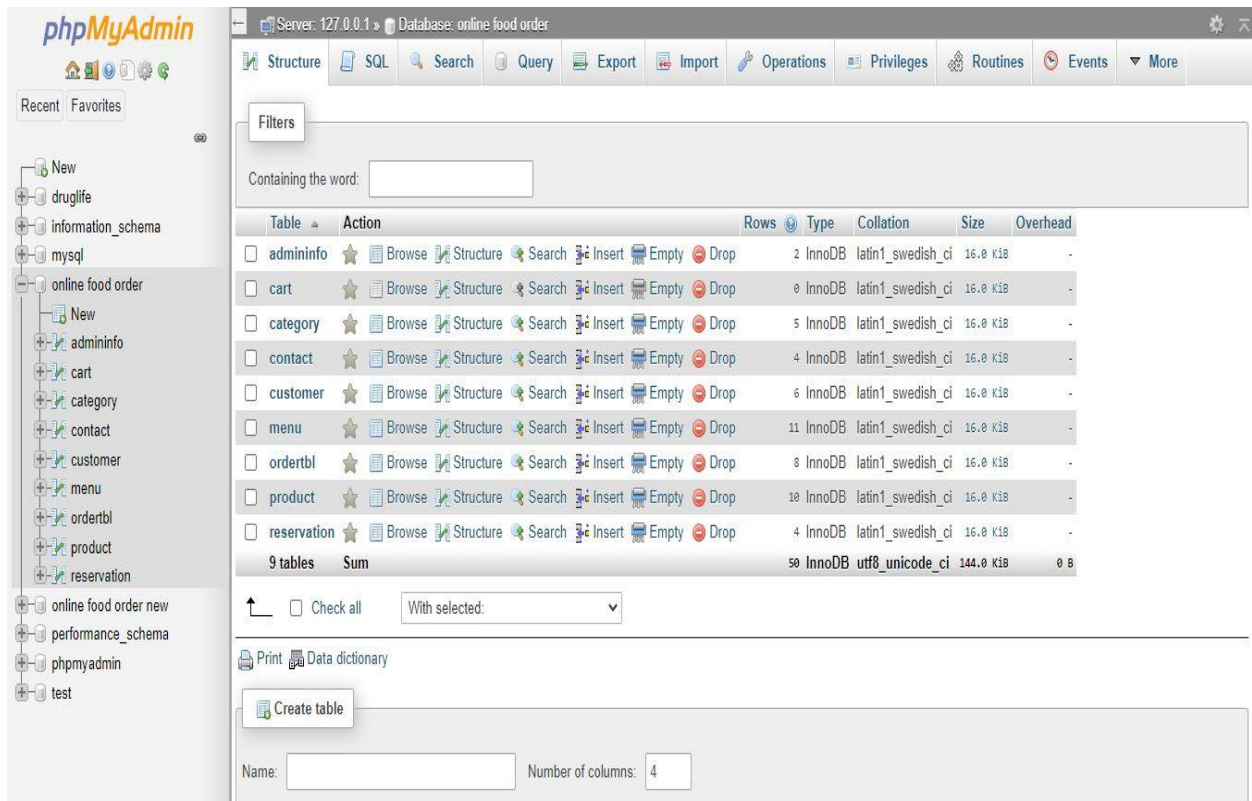 phpMyAdmin
Recent Favorites
New
druglife
information_schema
mysql
online food order
New
admininfo
cart
category
contact
customer
menu
ordertbl
product
reservation
online food order new
performance_schema
phpmyadmin
test
Server: 127.0.0.1 » Database: online food order
Structure SQL Search Query Export Import Operations Privileges Routines Events More
Filters
Containing the word:
Table Action Rows Type Collation Size Overhead
admininfo Browse Structure Search Insert Empty Drop 2 InnoDB latin1_swedish_ci 16.0 KiB -
cart Browse Structure Search Insert Empty Drop 0 InnoDB latin1_swedish_ci 16.0 KiB -
category Browse Structure Search Insert Empty Drop 5 InnoDB latin1_swedish_ci 16.0 KiB -
contact Browse Structure Search Insert Empty Drop 4 InnoDB latin1_swedish_ci 16.0 KiB -
customer Browse Structure Search Insert Empty Drop 6 InnoDB latin1_swedish_ci 16.0 KiB -
menu Browse Structure Search Insert Empty Drop 11 InnoDB latin1_swedish_ci 16.0 KiB -
ordertbl Browse Structure Search Insert Empty Drop 8 InnoDB latin1_swedish_ci 16.0 KiB -
product Browse Structure Search Insert Empty Drop 10 InnoDB latin1_swedish_ci 16.0 KiB -
reservation Browse Structure Search Insert Empty Drop 4 InnoDB latin1_swedish_ci 16.0 KiB -
9 tables Sum 50 InnoDB utf8_unicode_ci 144.0 KiB 0 B
Check all With selected:
Print Data dictionary
Create table
Name: Number of columns: 4